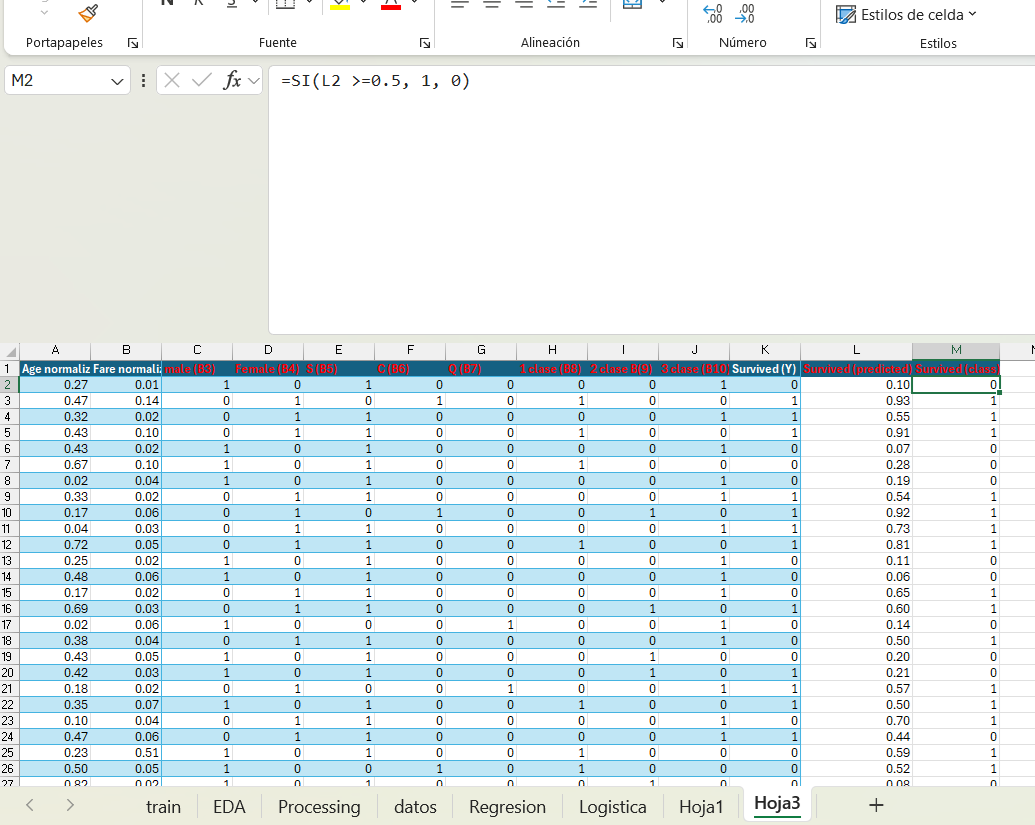 Portapapeles Fuente Alineación Número Estilos de celda Estilos
M2 fx =SI(L2 >=0.5, 1, 0)
A B C D E F G H I J K L M
1 Age normaliz Fare normaliz male (B3) Female (B4) S (B5) C (B6) Q (B7) 1 clase (B8) 2 clase B(9) 3 clase (B10) Survived (Y) Survived (predicted) Survived (class)
2 0.27 0.01 1 0 1 0 0 0 0 1 0 0.10 0
3 0.47 0.14 0 1 0 1 0 1 0 0 1 0.93 1
4 0.32 0.02 0 1 1 0 0 0 0 1 1 0.55 1
5 0.43 0.10 0 1 1 0 0 1 0 0 1 0.91 1
6 0.43 0.02 1 0 1 0 0 0 0 1 0 0.07 0
7 0.67 0.10 1 0 1 0 0 1 0 0 0 0.28 0
8 0.02 0.04 1 0 1 0 0 0 0 1 0 0.19 0
9 0.33 0.02 0 1 1 0 0 0 0 1 1 0.54 1
10 0.17 0.06 0 1 0 1 0 0 1 0 1 0.92 1
11 0.04 0.03 0 1 1 0 0 0 0 1 1 0.73 1
12 0.72 0.05 0 1 1 0 0 1 0 0 1 0.81 1
13 0.25 0.02 1 0 1 0 0 0 0 1 0 0.11 0
14 0.48 0.06 1 0 1 0 0 0 0 1 0 0.06 0
15 0.17 0.02 0 1 1 0 0 0 0 1 0 0.65 1
16 0.69 0.03 0 1 1 0 0 0 1 0 1 0.60 1
17 0.02 0.06 1 0 0 0 1 0 0 1 0 0.14 0
18 0.38 0.04 0 1 1 0 0 0 0 1 0 0.50 1
19 0.43 0.05 1 0 1 0 0 0 1 0 0 0.20 0
20 0.42 0.03 1 0 1 0 0 0 1 0 1 0.21 0
21 0.18 0.02 0 1 0 0 1 0 0 1 1 0.57 1
22 0.35 0.07 1 0 1 0 0 1 0 0 1 0.50 1
23 0.10 0.04 0 1 1 0 0 0 0 1 0 0.70 1
24 0.47 0.06 0 1 1 0 0 0 0 1 1 0.44 0
25 0.23 0.51 1 0 1 0 0 1 0 0 0 0.59 1
26 0.50 0.05 1 0 0 1 0 1 0 0 0 0.52 1
27 0.82 0.02 1 0 1 0 0 0 0 1 0 0.08 0
train EDA Processing datos Regresion Logistica Hoja1 Hoja3